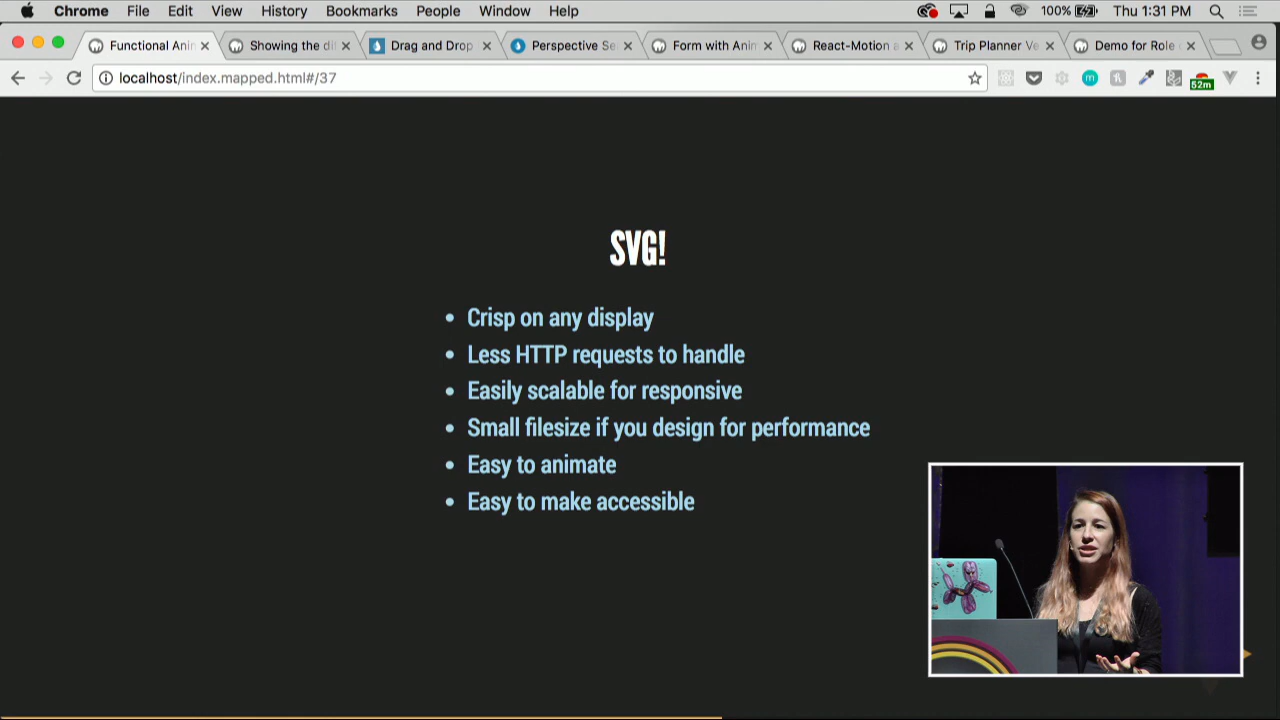 Chrome File Edit View History Bookmarks People Window Help 100% Thu 1:31 PM
Functional Ani Showing the di Drag and Drop Perspective Se Form with Anim React-Motion a Trip Planner Ve Demo for Role
localhost/index.mapped.html#/37
52m
SVG!
• Crisp on any display
• Less HTTP requests to handle
• Easily scalable for responsive
• Small filesize if you design for performance
• Easy to animate
• Easy to make accessible